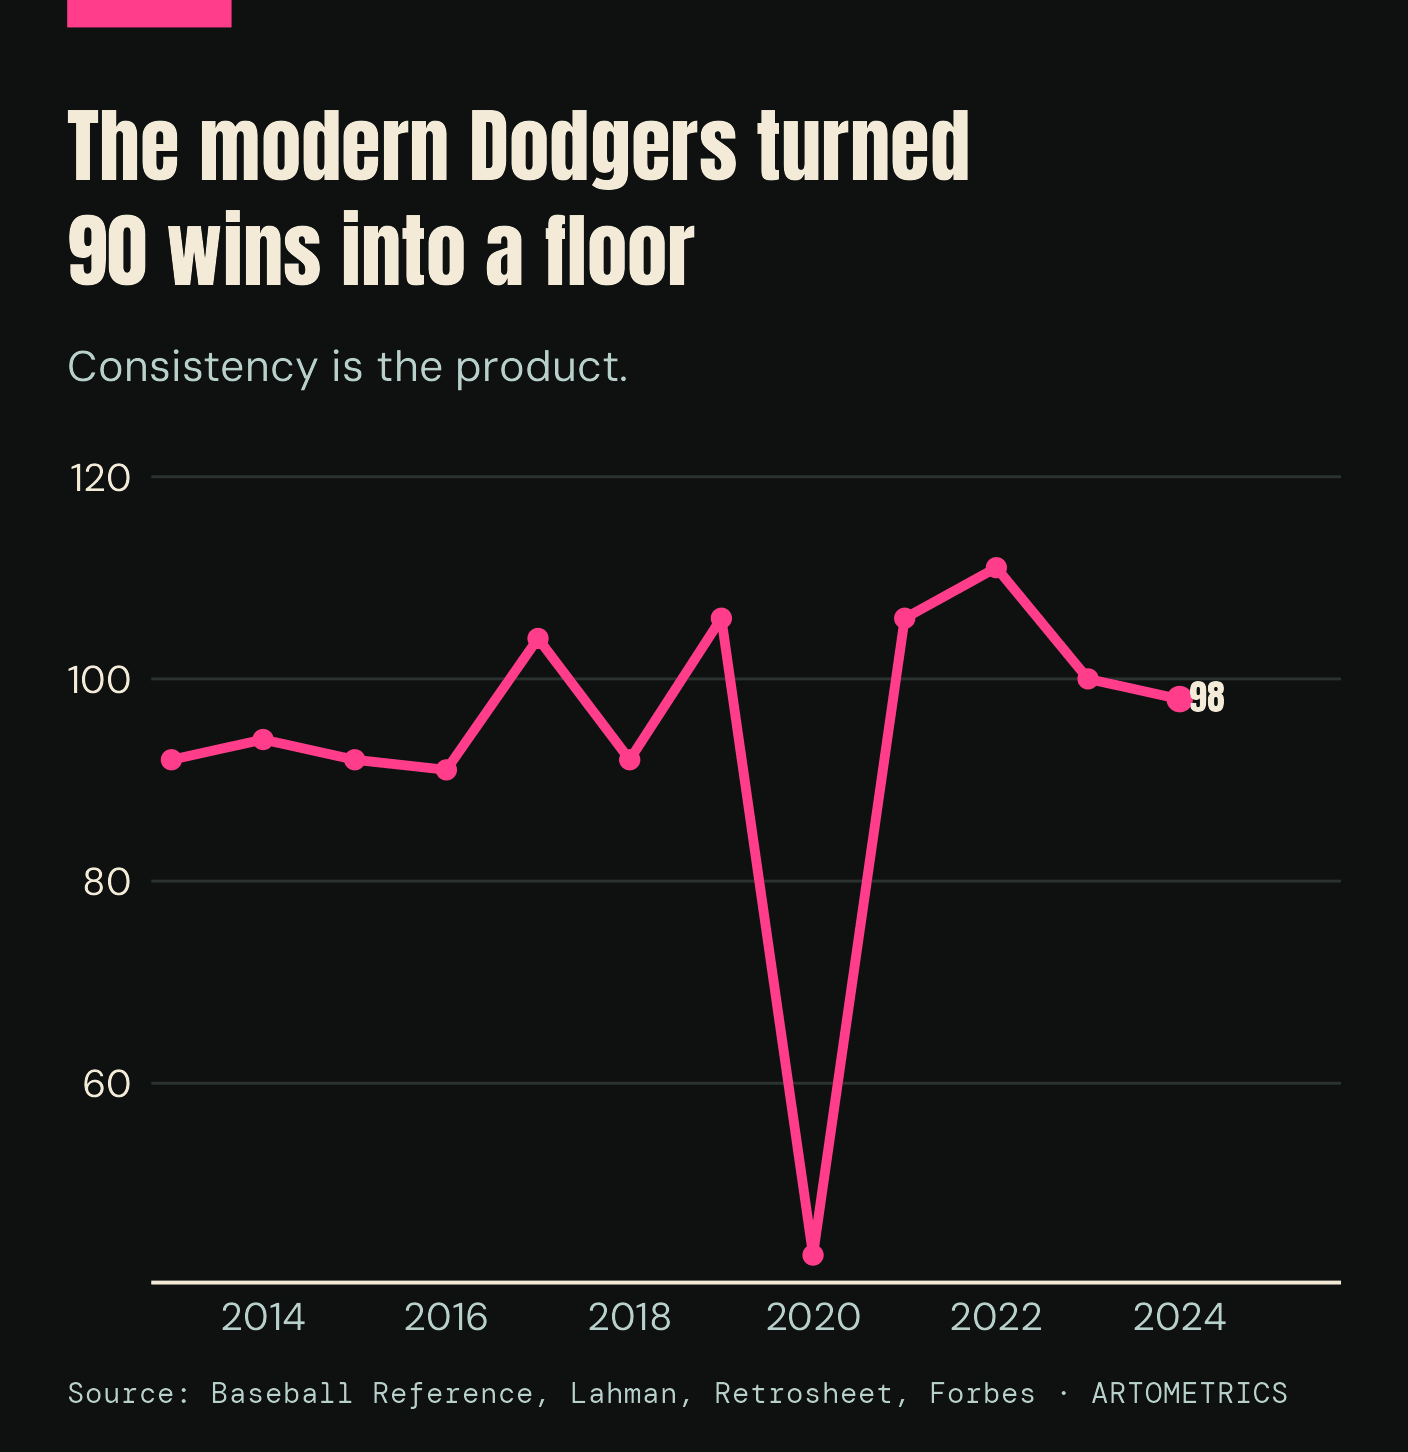 The modern Dodgers turned
90 wins into a floor
Consistency is the product.
120
100
98
80
60
2014 2016 2018 2020 2022 2024
Source: Baseball Reference, Lahman, Retrosheet, Forbes · ARTOMETRICS